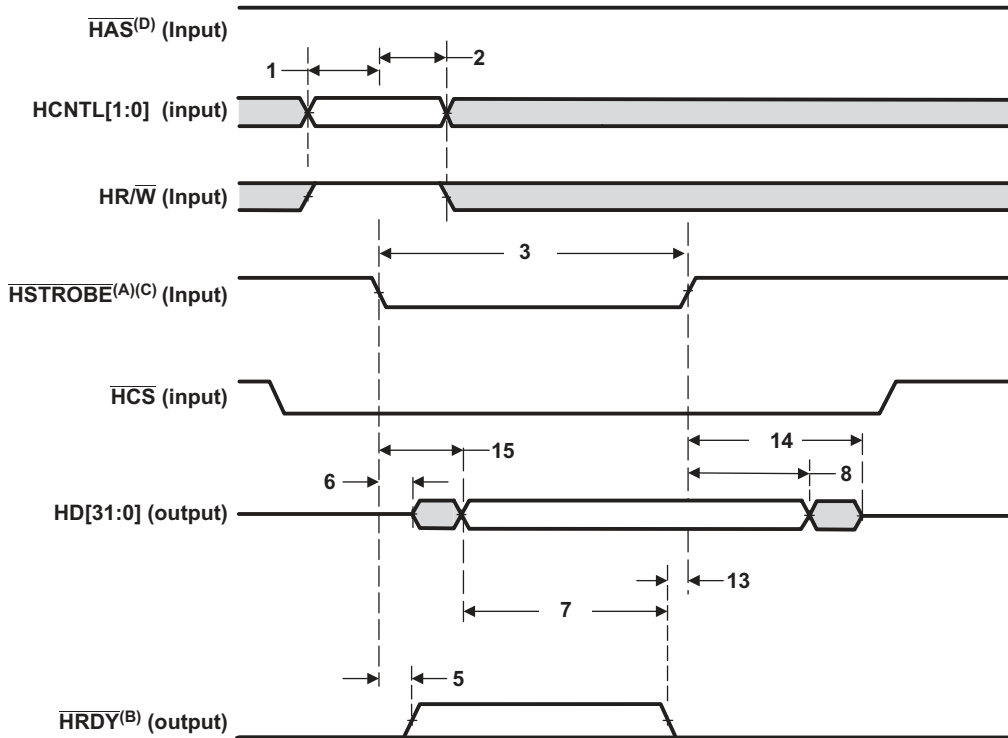 HAS(D) (Input)
1
2
HCNTL[1:0] (input)
HR/W (Input)
3
HSTROBE(A)(C) (Input)
HCS (input)
14
15
6
8
HD[31:0] (output)
13
7
5
HRDY(B) (output)